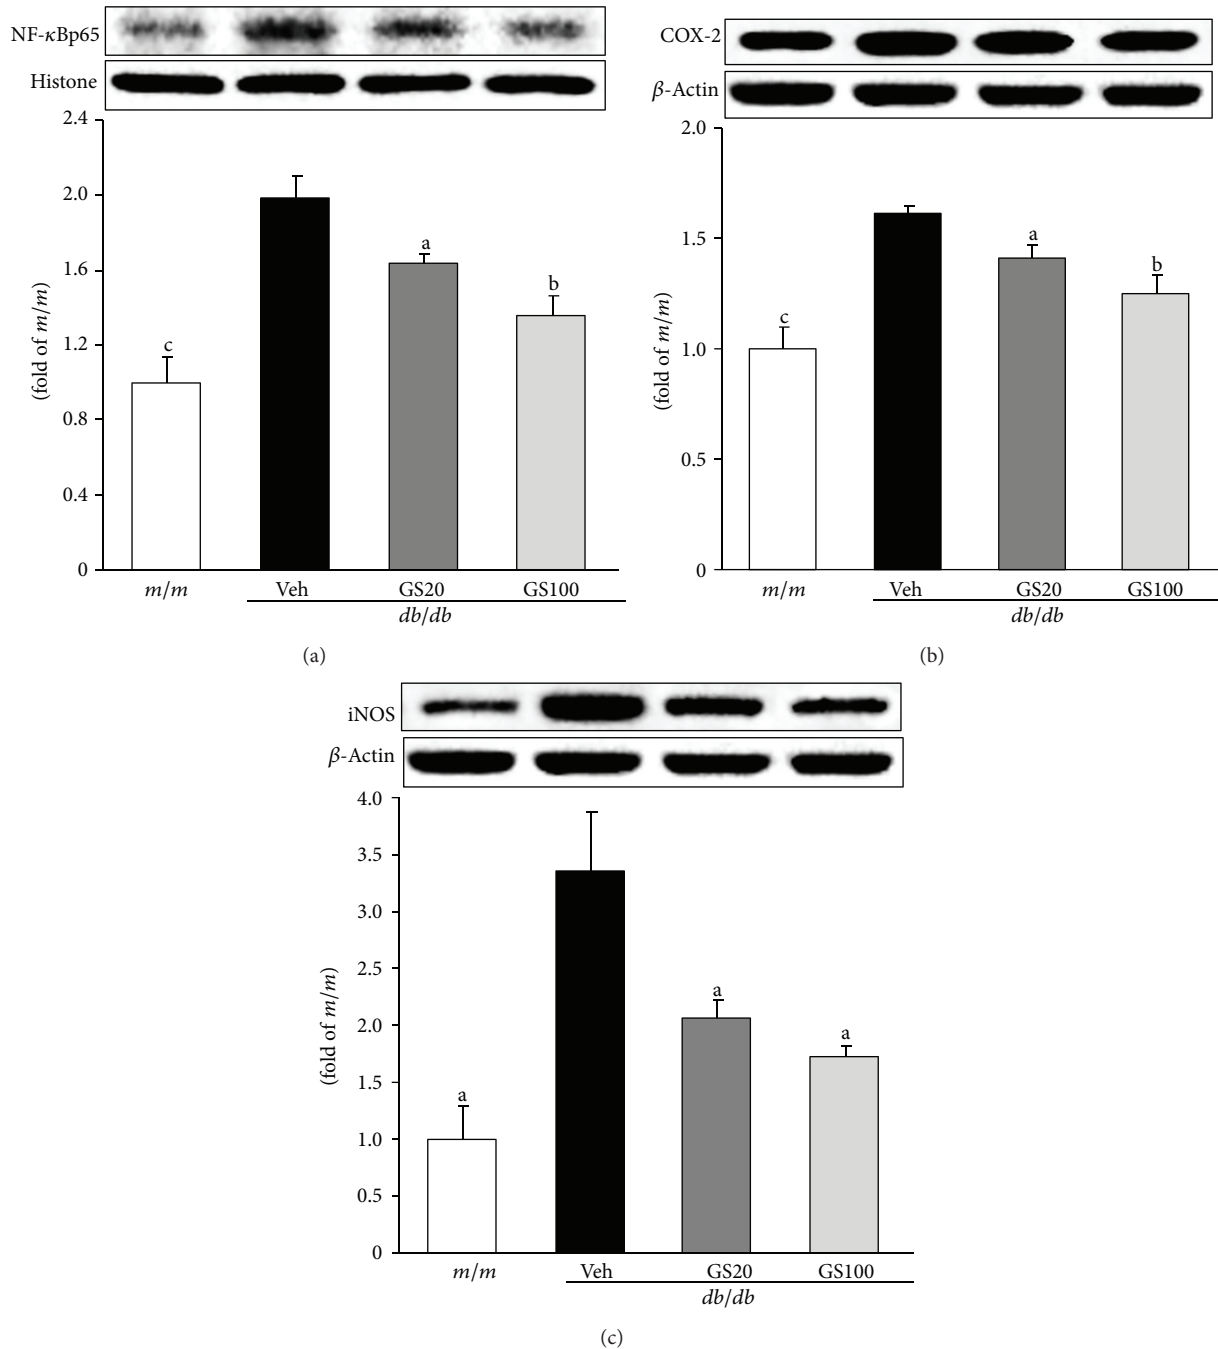 NF-κBp65
Histone
2.4
2.0
1.6
1.2
0.8
0.4
0
(fold of m/m)
c
a
b
m/m Veh GS20 GS100
db/db
(a)
COX-2
β-Actin
2.0
1.5
1.0
0.5
0
(fold of m/m)
c
a
b
m/m Veh GS20 GS100
db/db
(b)
iNOS
β-Actin
4.0
3.5
3.0
2.5
2.0
1.5
1.0
0.5
0
(fold of m/m)
a
a
a
m/m Veh GS20 GS100
db/db
(c)